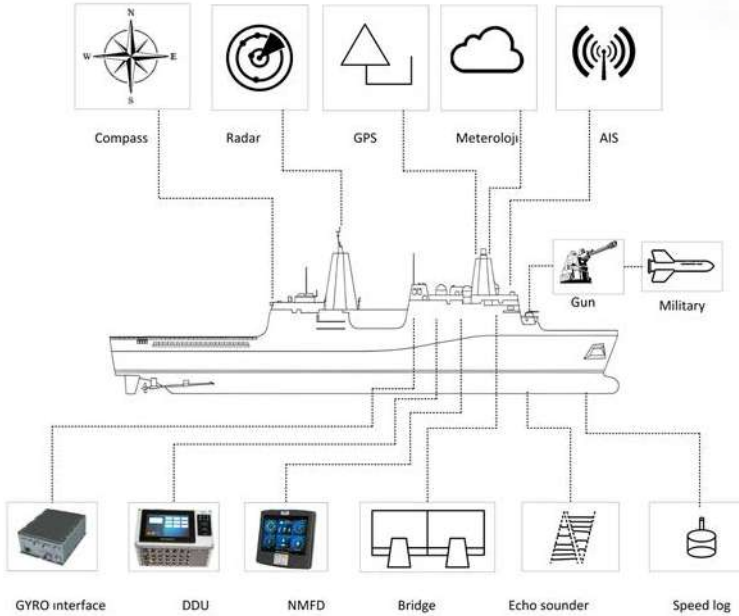 N
W E
S
Compass Radar GPS Meterolojı AIS
Gun Military
GYRO ınterface DDU NMFD Bridge Echo sounder Speed log